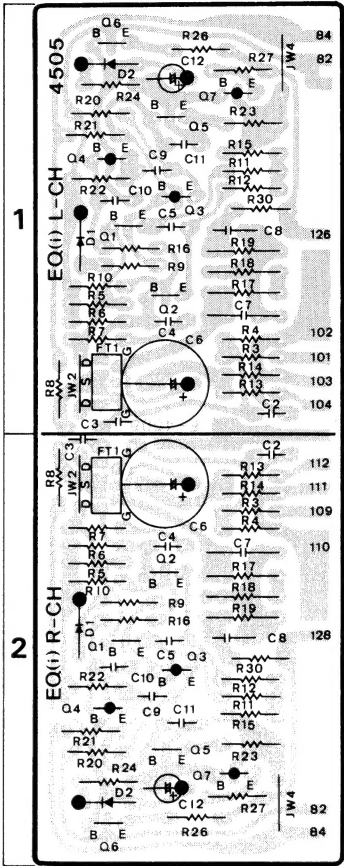 1
4505
EQ(i) L-CH
Q6
R26
84
B E
C12
R27
JW4
82
D2
Q7
B E
R24
B E
R20
R23
R21
Q5
Q4
B
E
C9
C11
R15
R11
R12
R22
C10
Q3
R30
B E
C5
C8
126
D1
Q1
R16
R19
R9
R18
R10
B E
R17
R5
R6
Q2
C7
R7
C4
C6
R4
102
FT1
G
R3
101
D
R14
R8
JW2
S
103
D
R13
+
G
C2
104
C3
2
EQ(i) R-CH
C3
C2
FT1
G
112
D
R13
R8
JW2
S
R14
111
D
+
R3
109
G
C6
R4
R7
C4
C7
110
R6
Q2
R5
B E
R17
R10
R9
R18
D1
R16
R19
Q1
B E
C5
Q3
C8
128
R22
C10
R30
Q4
C9
R12
B
E
C11
R11
R15
R21
Q5
R23
R20
B E
Q7
B E
R24
D2
C12
R27
JW4
82
B E
R26
84
Q6